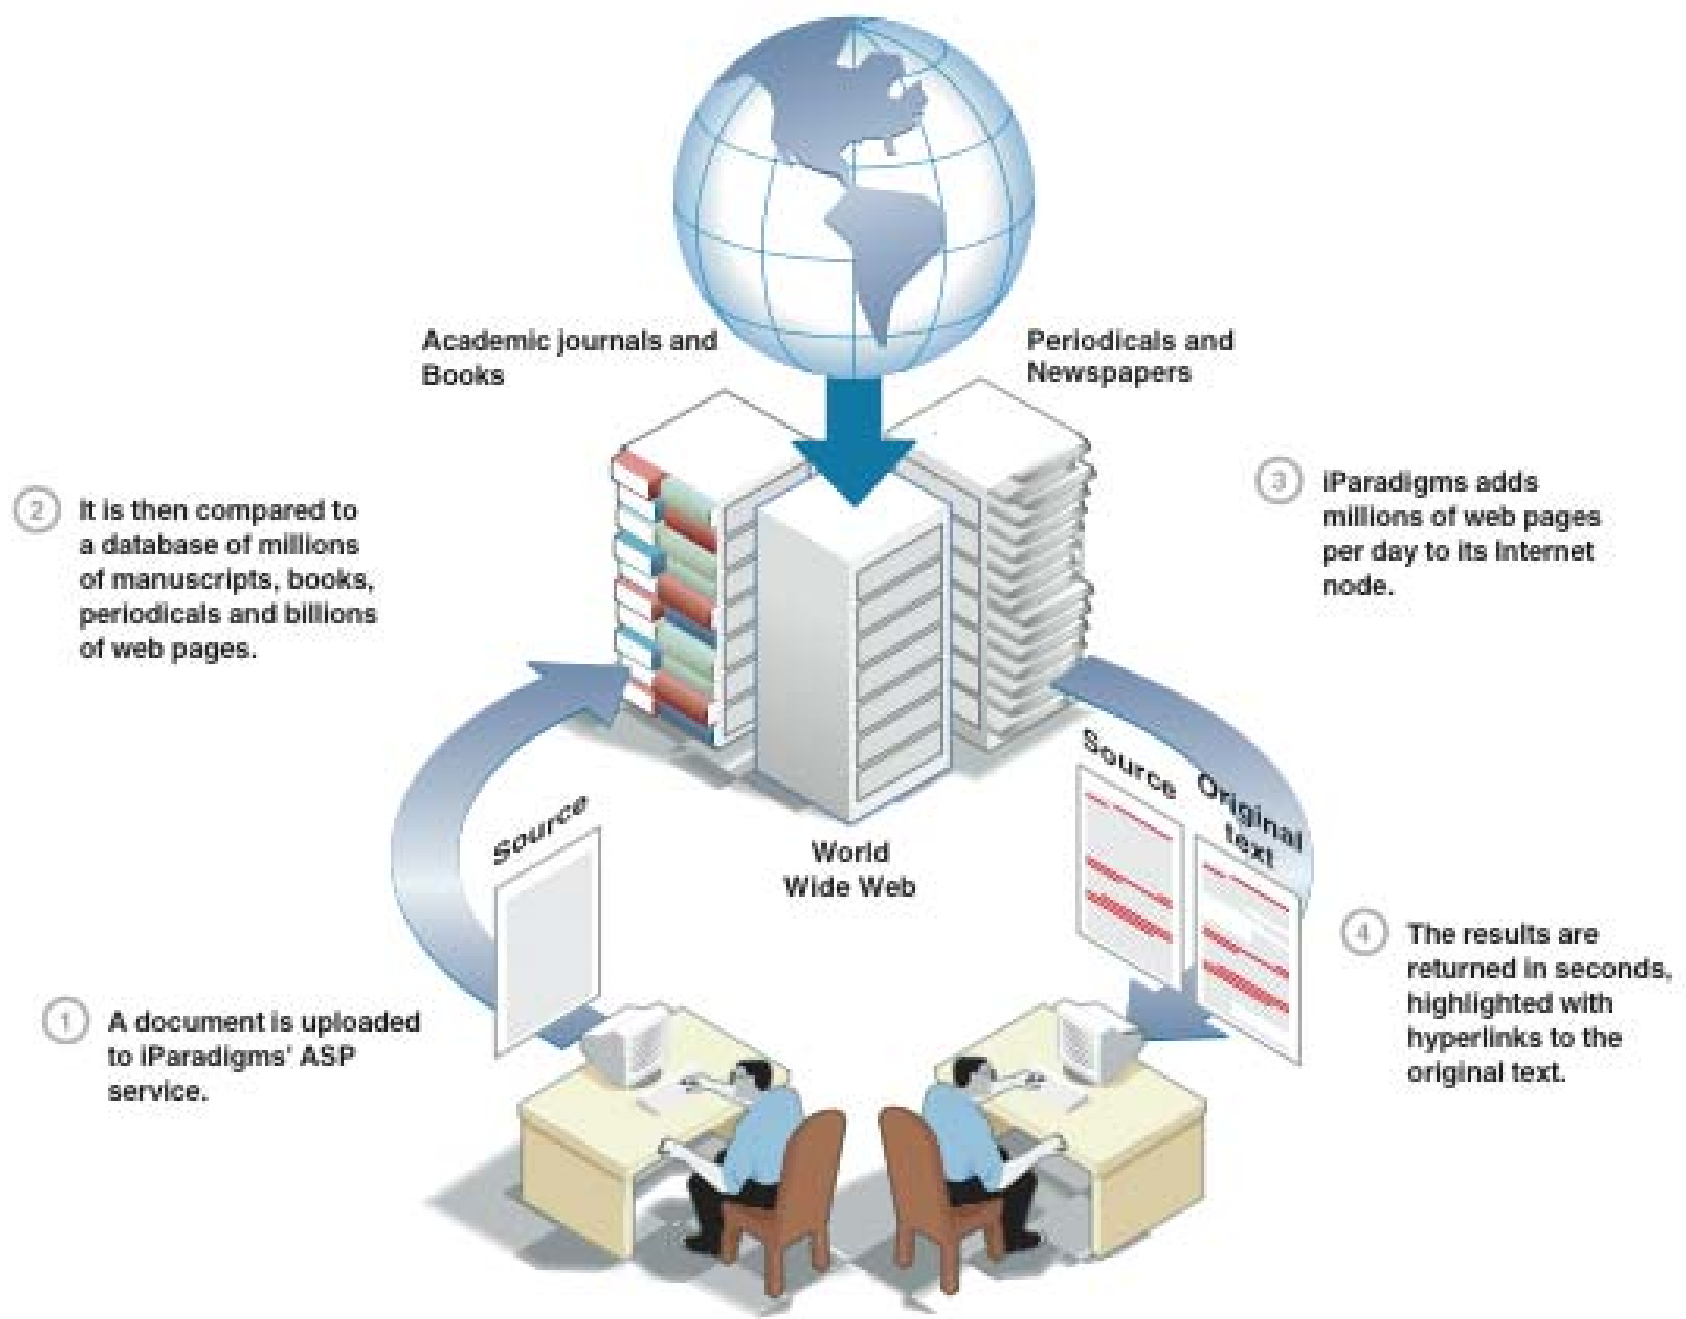 Academic journals and
Books
Periodicals and
Newspapers
2
It is then compared to
a database of millions
of manuscripts, books,
periodicals and billions
of web pages.
3
iParadigms adds
millions of web pages
per day to its Internet
node.
Source
World
Wide Web
Source
Original
text
1
A document is uploaded
to iParadigms' ASP
service.
4
The results are
returned in seconds,
highlighted with
hyperlinks to the
original text.